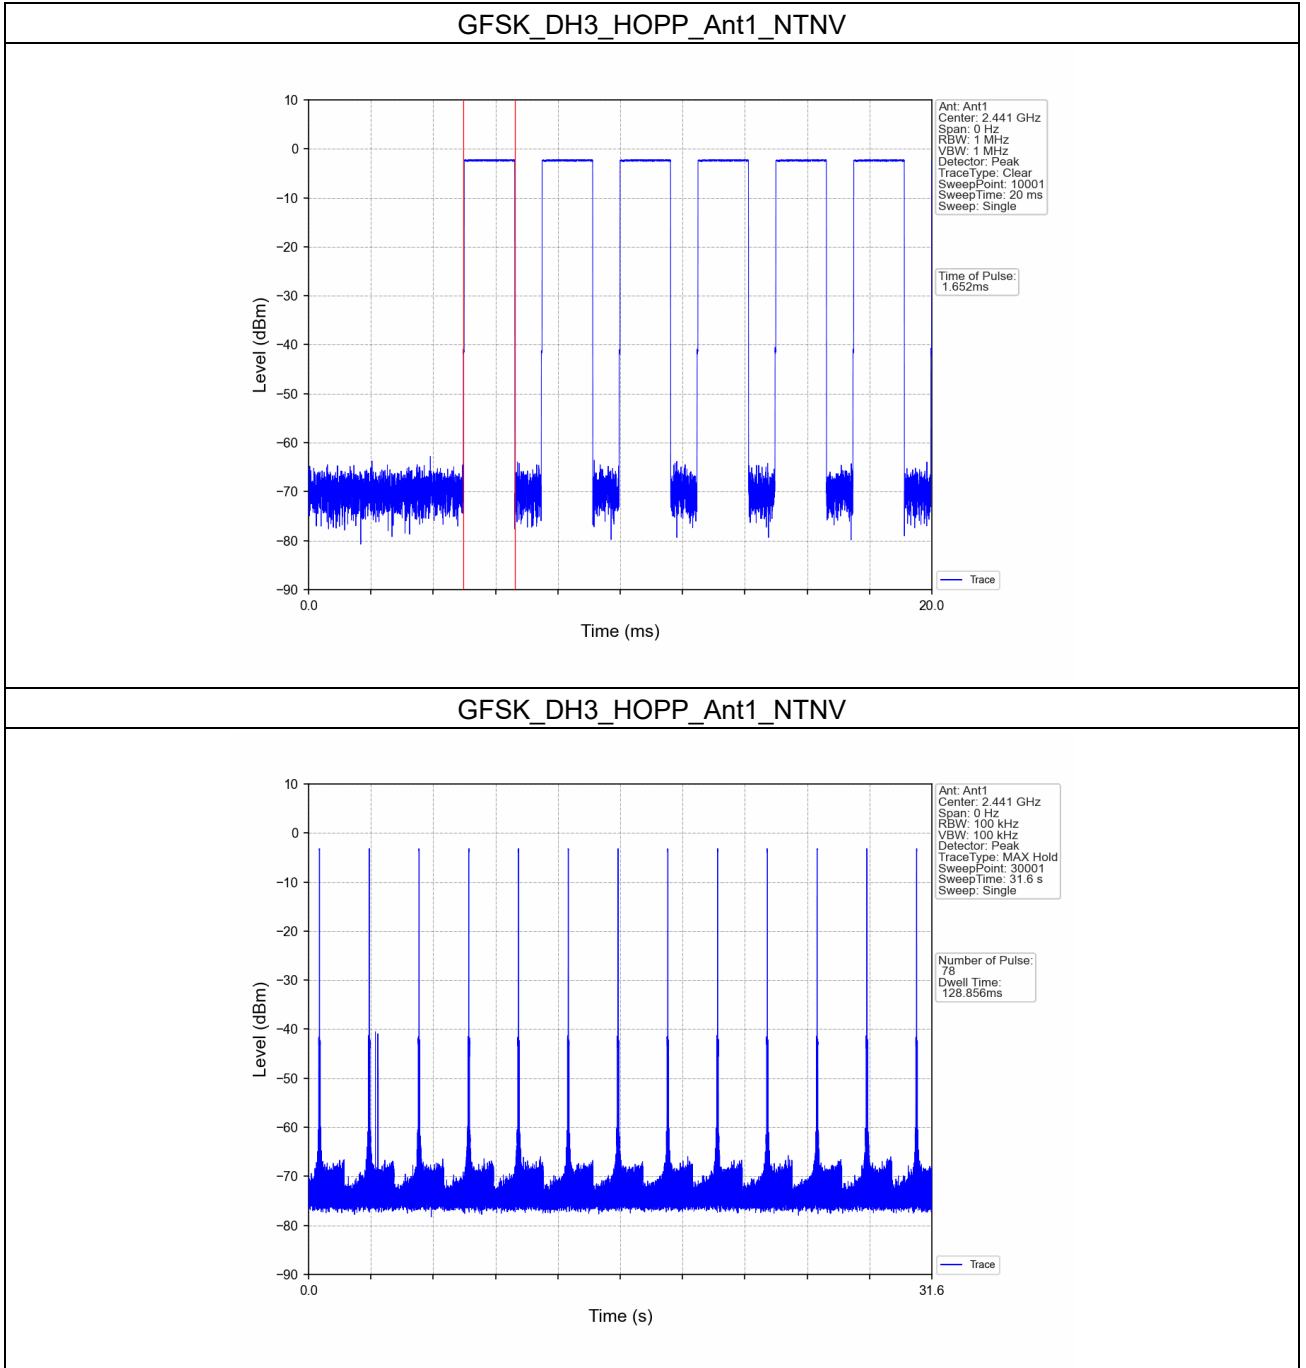 GFSK_DH3_HOPP_Ant1_NTNV
10
0
−10
−20
−30
−40
−50
−60
−70
−80
−90
Level (dBm)
0.0
20.0
Time (ms)
Ant: Ant1
Center: 2.441 GHz
Span: 0 Hz
RBW: 1 MHz
VBW: 1 MHz
Detector: Peak
TraceType: Clear
SweepPoint: 10001
SweepTime: 20 ms
Sweep: Single
Time of Pulse:
1.652ms
Trace
GFSK_DH3_HOPP_Ant1_NTNV
10
0
−10
−20
−30
−40
−50
−60
−70
−80
−90
Level (dBm)
0.0
31.6
Time (s)
Ant: Ant1
Center: 2.441 GHz
Span: 0 Hz
RBW: 100 kHz
VBW: 100 kHz
Detector: Peak
TraceType: MAX Hold
SweepPoint: 30001
SweepTime: 31.6 s
Sweep: Single
Number of Pulse:
78
Dwell Time:
128.856ms
Trace